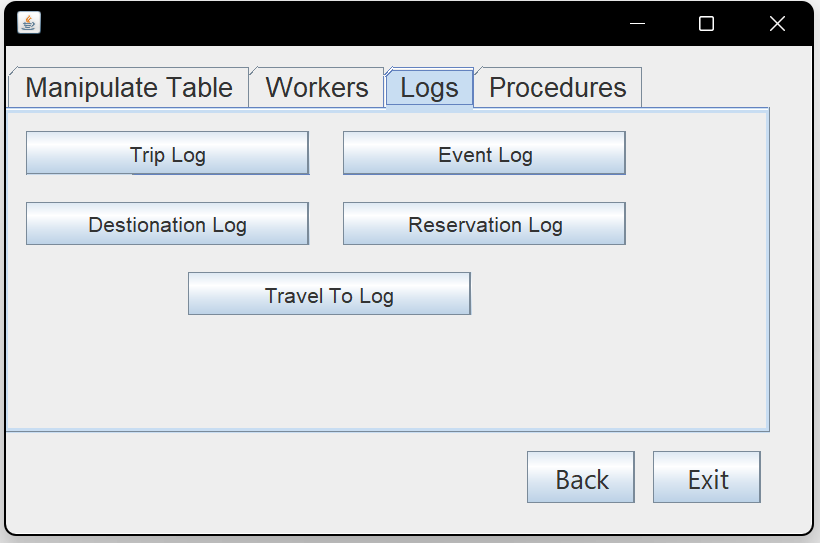 Manipulate Table Workers Logs Procedures
Trip Log Event Log
Destionation Log Reservation Log
Travel To Log
Back Exit